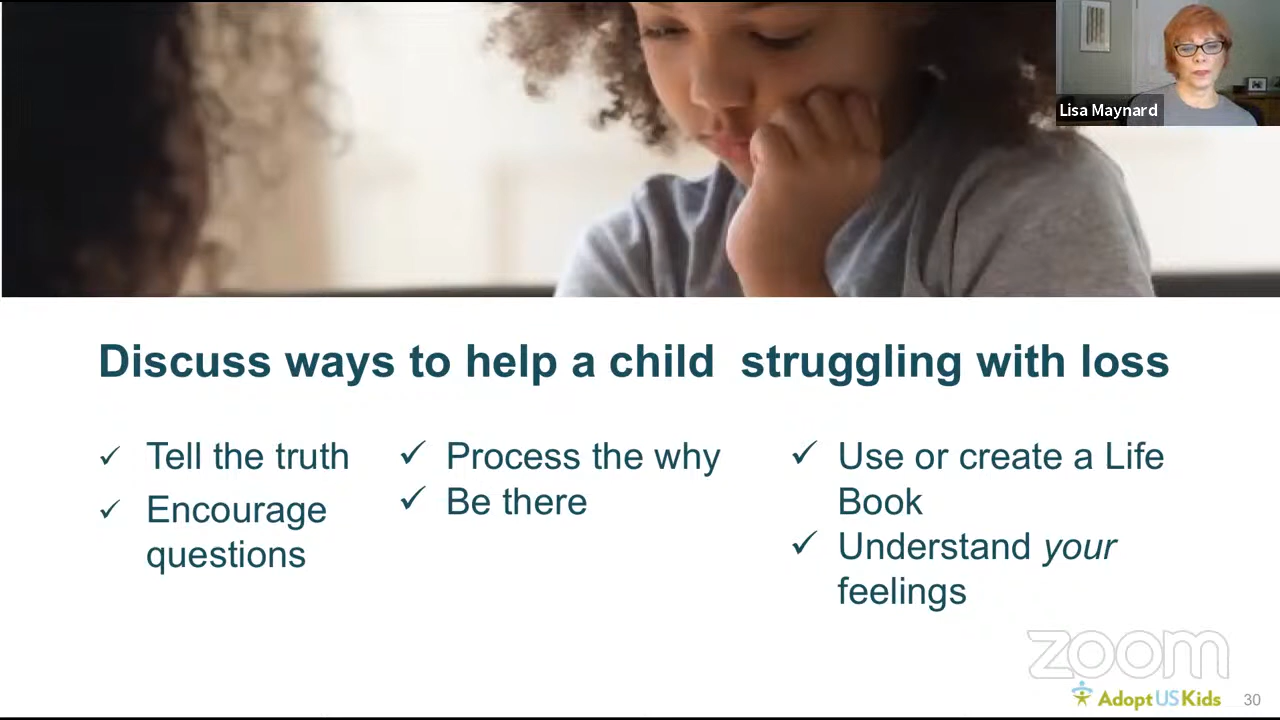 Lisa Maynard
Discuss ways to help a child struggling with loss
✓ Tell the truth
✓ Encourage
questions
✓ Process the why
✓ Be there
✓ Use or create a Life
Book
✓ Understand your
feelings
zoom
AdoptUSKids
30